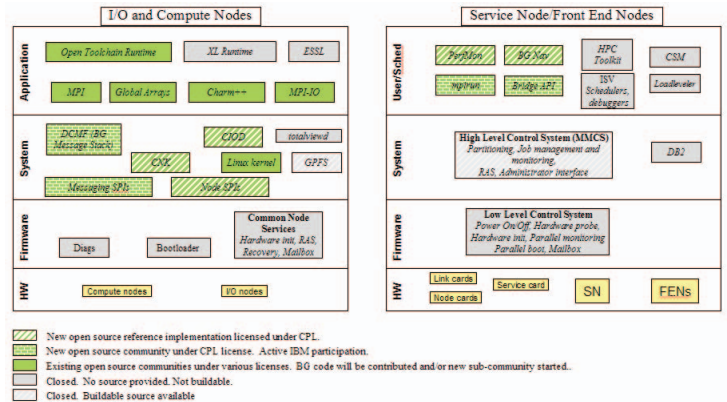 I/O and Compute Nodes
Application
Open Toolchain Runtime
XL Runtime
ESSL
MPI
Global Arrays
Charm++
MPI-IO
System
DCMF (BG
Message Stack)
CIOD
totalviewd
CNK
Linux kernel
GPFS
Messaging SPIs
Node SPIs
Firmware
Diags
Bootloader
Common Node
Services
Hardware init, RAS,
Recovery, Mailbox
HW
Compute nodes
I/O nodes
Service Node/Front End Nodes
User/Sched
PerfMon
BG Nav
HPC
Toolkit
CSM
mpirun
Bridge API
ISV
Schedulers,
debuggers
Loadleveler
System
High Level Control System (MMCS)
Partitioning, Job management and
monitoring,
RAS, Administrator interface
DB2
Firmware
Low Level Control System
Power On/Off, Hardware probe,
Hardware init, Parallel monitoring
Parallel boot, Mailbox
HW
Link cards
Service card
Node cards
SN
FENs
New open source reference implementation licensed under CPL.
New open source community under CPL license. Active IBM participation.
Existing open source communities under various licenses. BG code will be contributed and/or new sub-community started..
Closed. No source provided. Not buildable.
Closed. Buildable source available